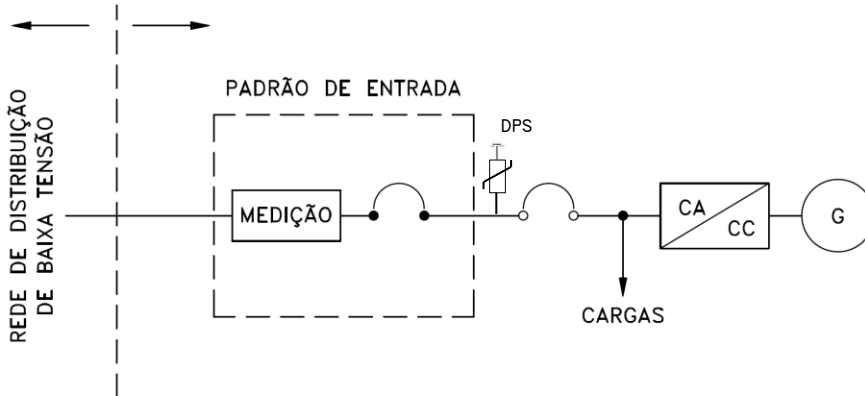 REDE DE DISTRIBUIÇÃO
DE BAIXA TENSÃO
PADRÃO DE ENTRADA
MEDIÇÃO
DPS
CARGAS
CA
CC
G